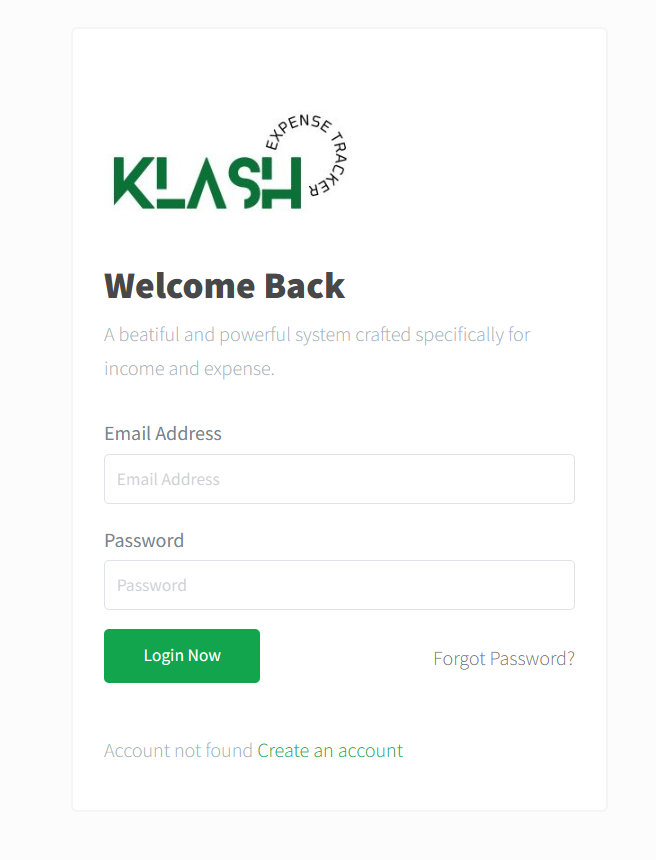 EXPENSE TRACKER
KLASH
Welcome Back
A beatiful and powerful system crafted specifically for
income and expense.
Email Address
Email Address
Password
Password
Login Now
Forgot Password?
Account not found Create an account